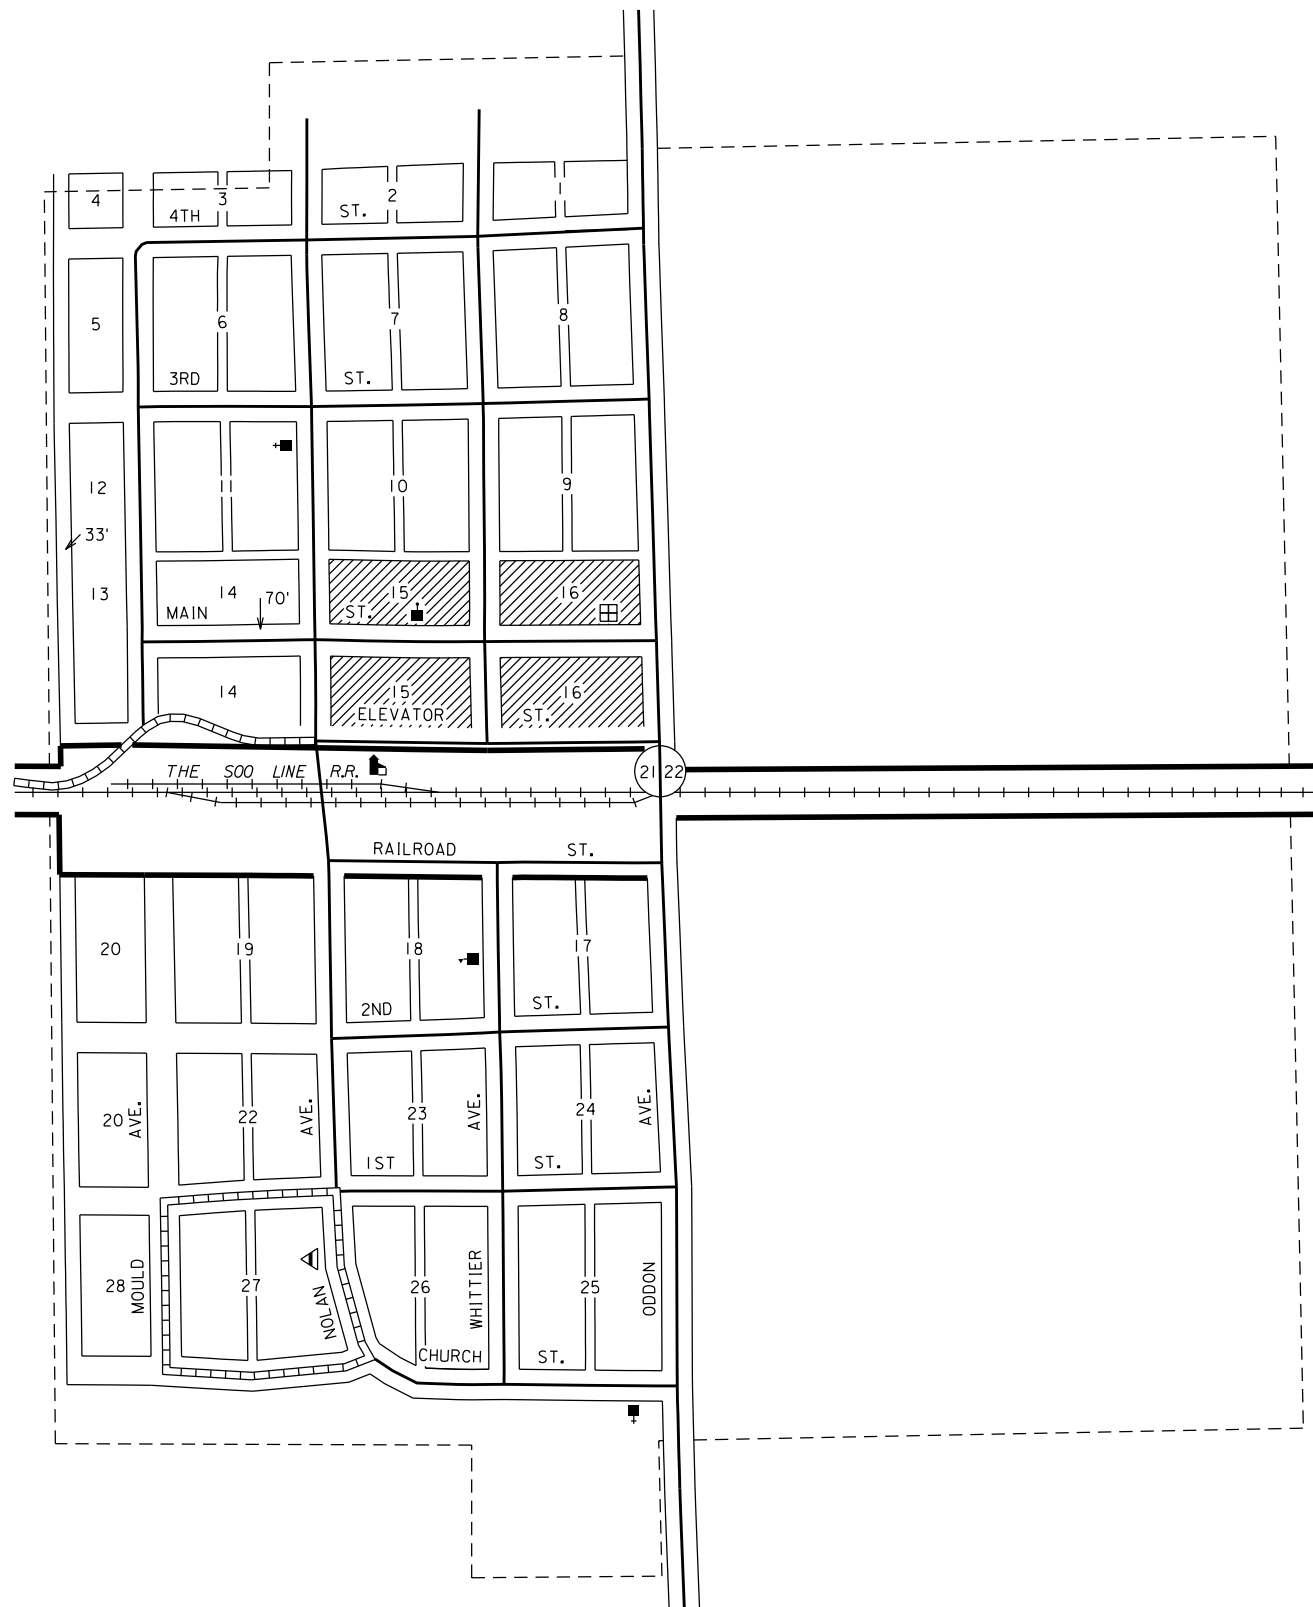 4
3
2
|
4TH
ST.
5
6
7
8
3RD
ST.
12
11
10
9
33'
13
14
70'
15
16
MAIN
ST.
14
15
16
ELEVATOR
ST.
THE SOO LINE R.R.
21 22
RAILROAD
ST.
20
19
18
17
2ND
ST.
20
AVE.
22
AVE.
23
AVE.
24
AVE.
1ST
ST.
28
MOULD
27
NOLAN
26
WHITTIER
25
ODDON
CHURCH
ST.